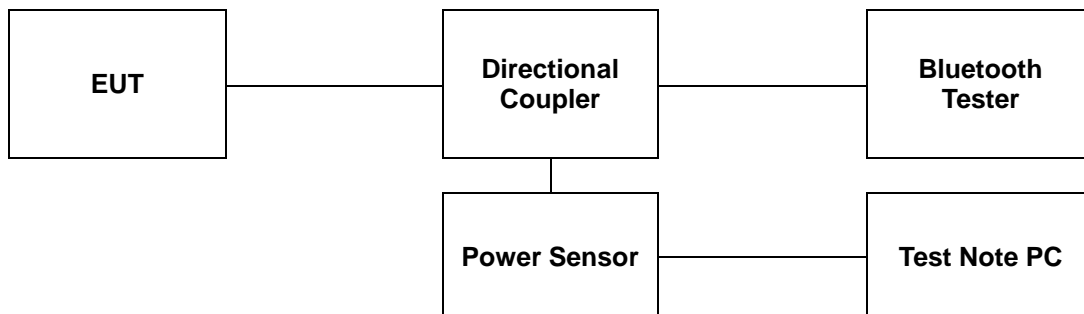 EUT
Directional
Coupler
Bluetooth
Tester
Power Sensor
Test Note PC